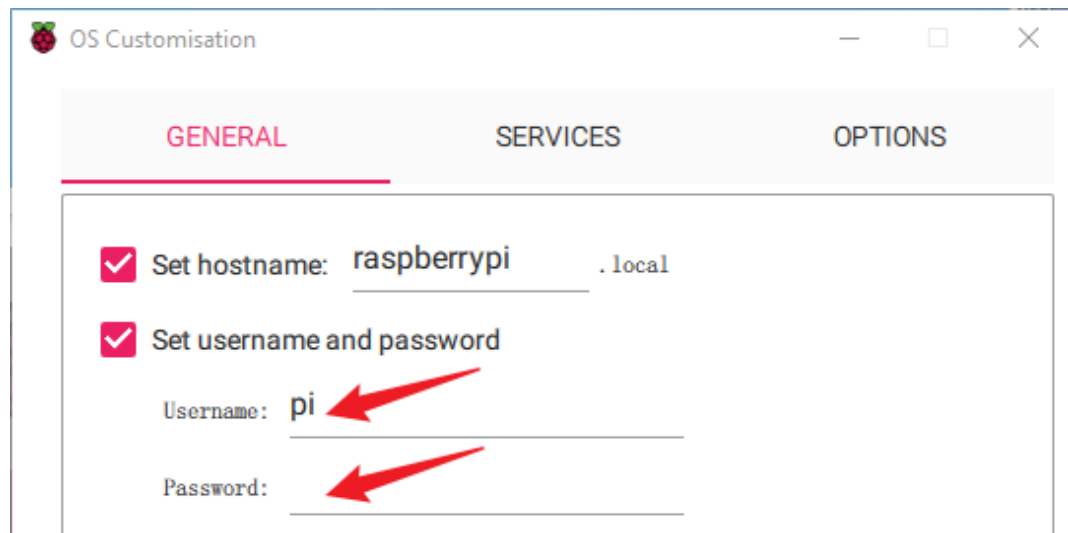 OS Customisation
GENERAL SERVICES OPTIONS
Set hostname: raspberrypi .local
Set username and password
Username: pi
Password: